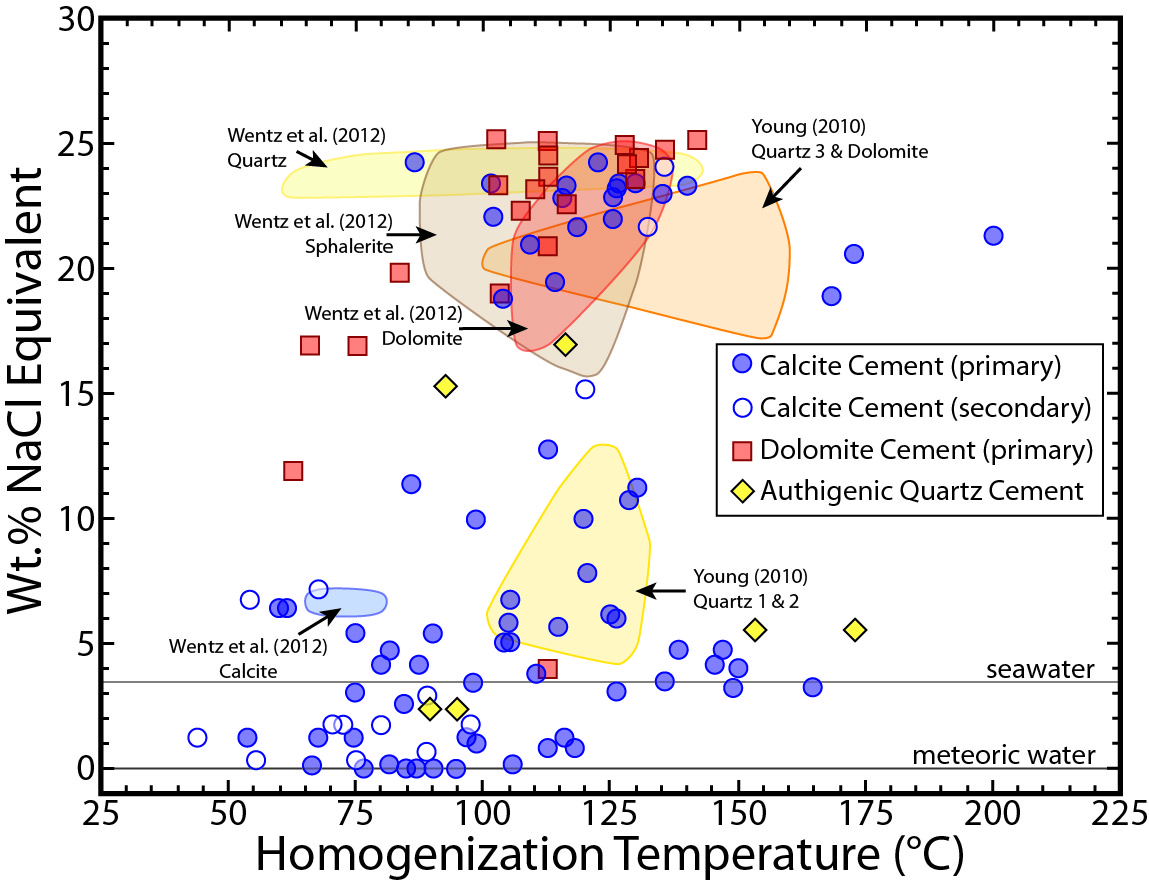 30
25
20
15
10
5
0
Wt.% NaCl Equivalent
Wentz et al. (2012)
Quartz
Young (2010)
Quartz 3 & Dolomite
Wentz et al. (2012)
Sphalerite
Wentz et al. (2012)
Dolomite
Calcite Cement (primary)
Calcite Cement (secondary)
Dolomite Cement (primary)
Authigenic Quartz Cement
Young (2010)
Quartz 1 & 2
Wentz et al. (2012)
Calcite
seawater
meteoric water
25 50 75 100 125 150 175 200 225
Homogenization Temperature (°C)